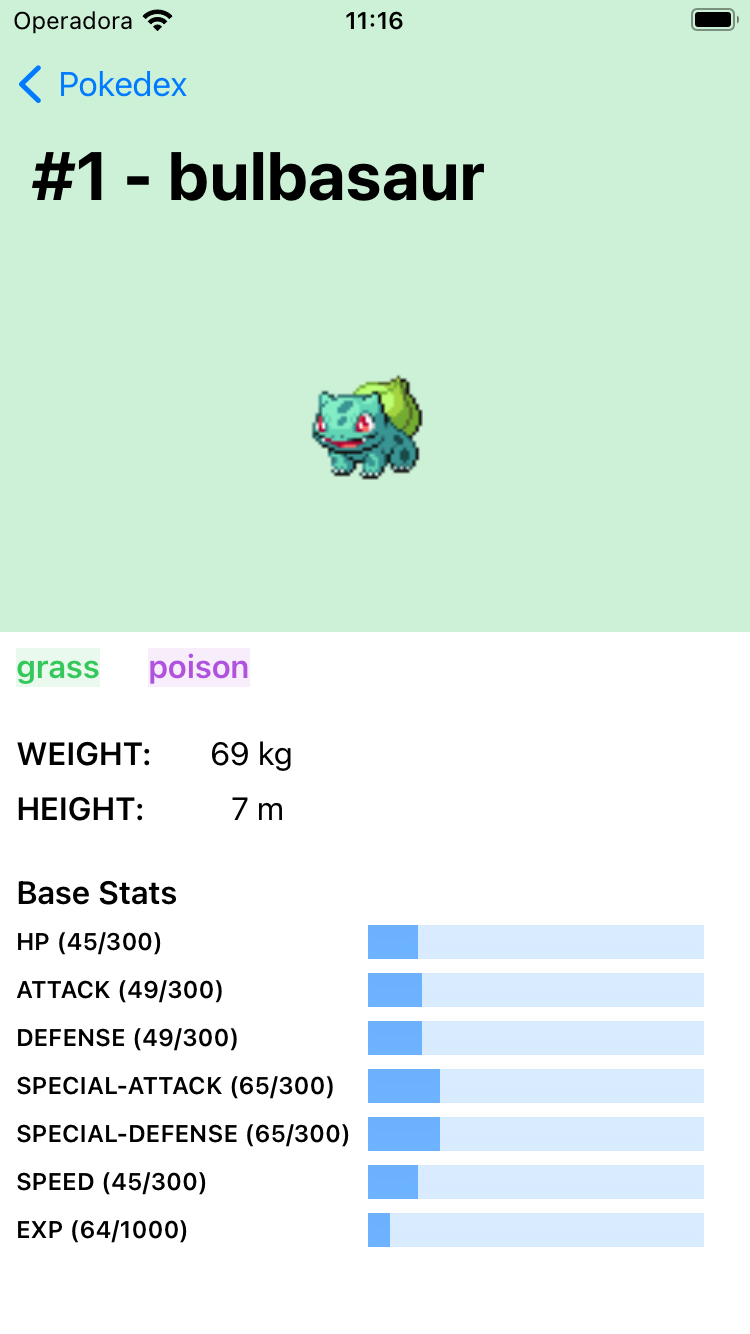 Operadora 11:16
Pokedex
#1 - bulbasaur
grass poison
WEIGHT: 69 kg
HEIGHT: 7 m
Base Stats
HP (45/300)
ATTACK (49/300)
DEFENSE (49/300)
SPECIAL-ATTACK (65/300)
SPECIAL-DEFENSE (65/300)
SPEED (45/300)
EXP (64/1000)